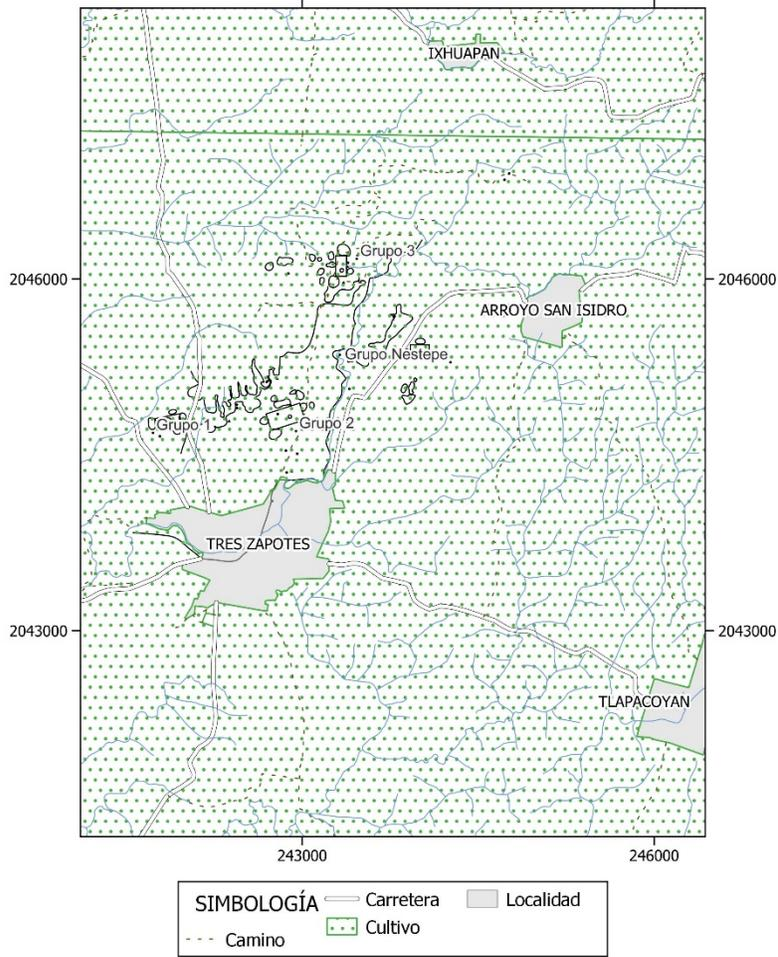 IXHUAPAN
Grupo 3
2046000
2046000
ARROYO SAN ISIDRO
Grupo Nestepe
Grupo 1
Grupo 2
TRES ZAPOTES
2043000
2043000
TLAPACOYAN
243000
246000
SIMBOLOGÍA
Carretera
Localidad
Cultivo
Camino